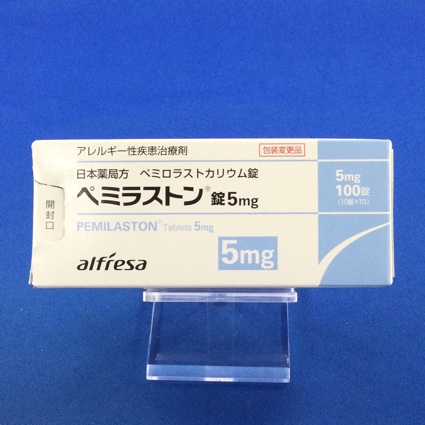 アレルギー性疾患治療剤
包装変更品
日本薬局方 ペミロラストカリウム錠
ペミラストン®錠5mg
PEMILASTON® Tablets 5mg
5mg
alfresa
5mg
100錠
(10錠×10)
開封口